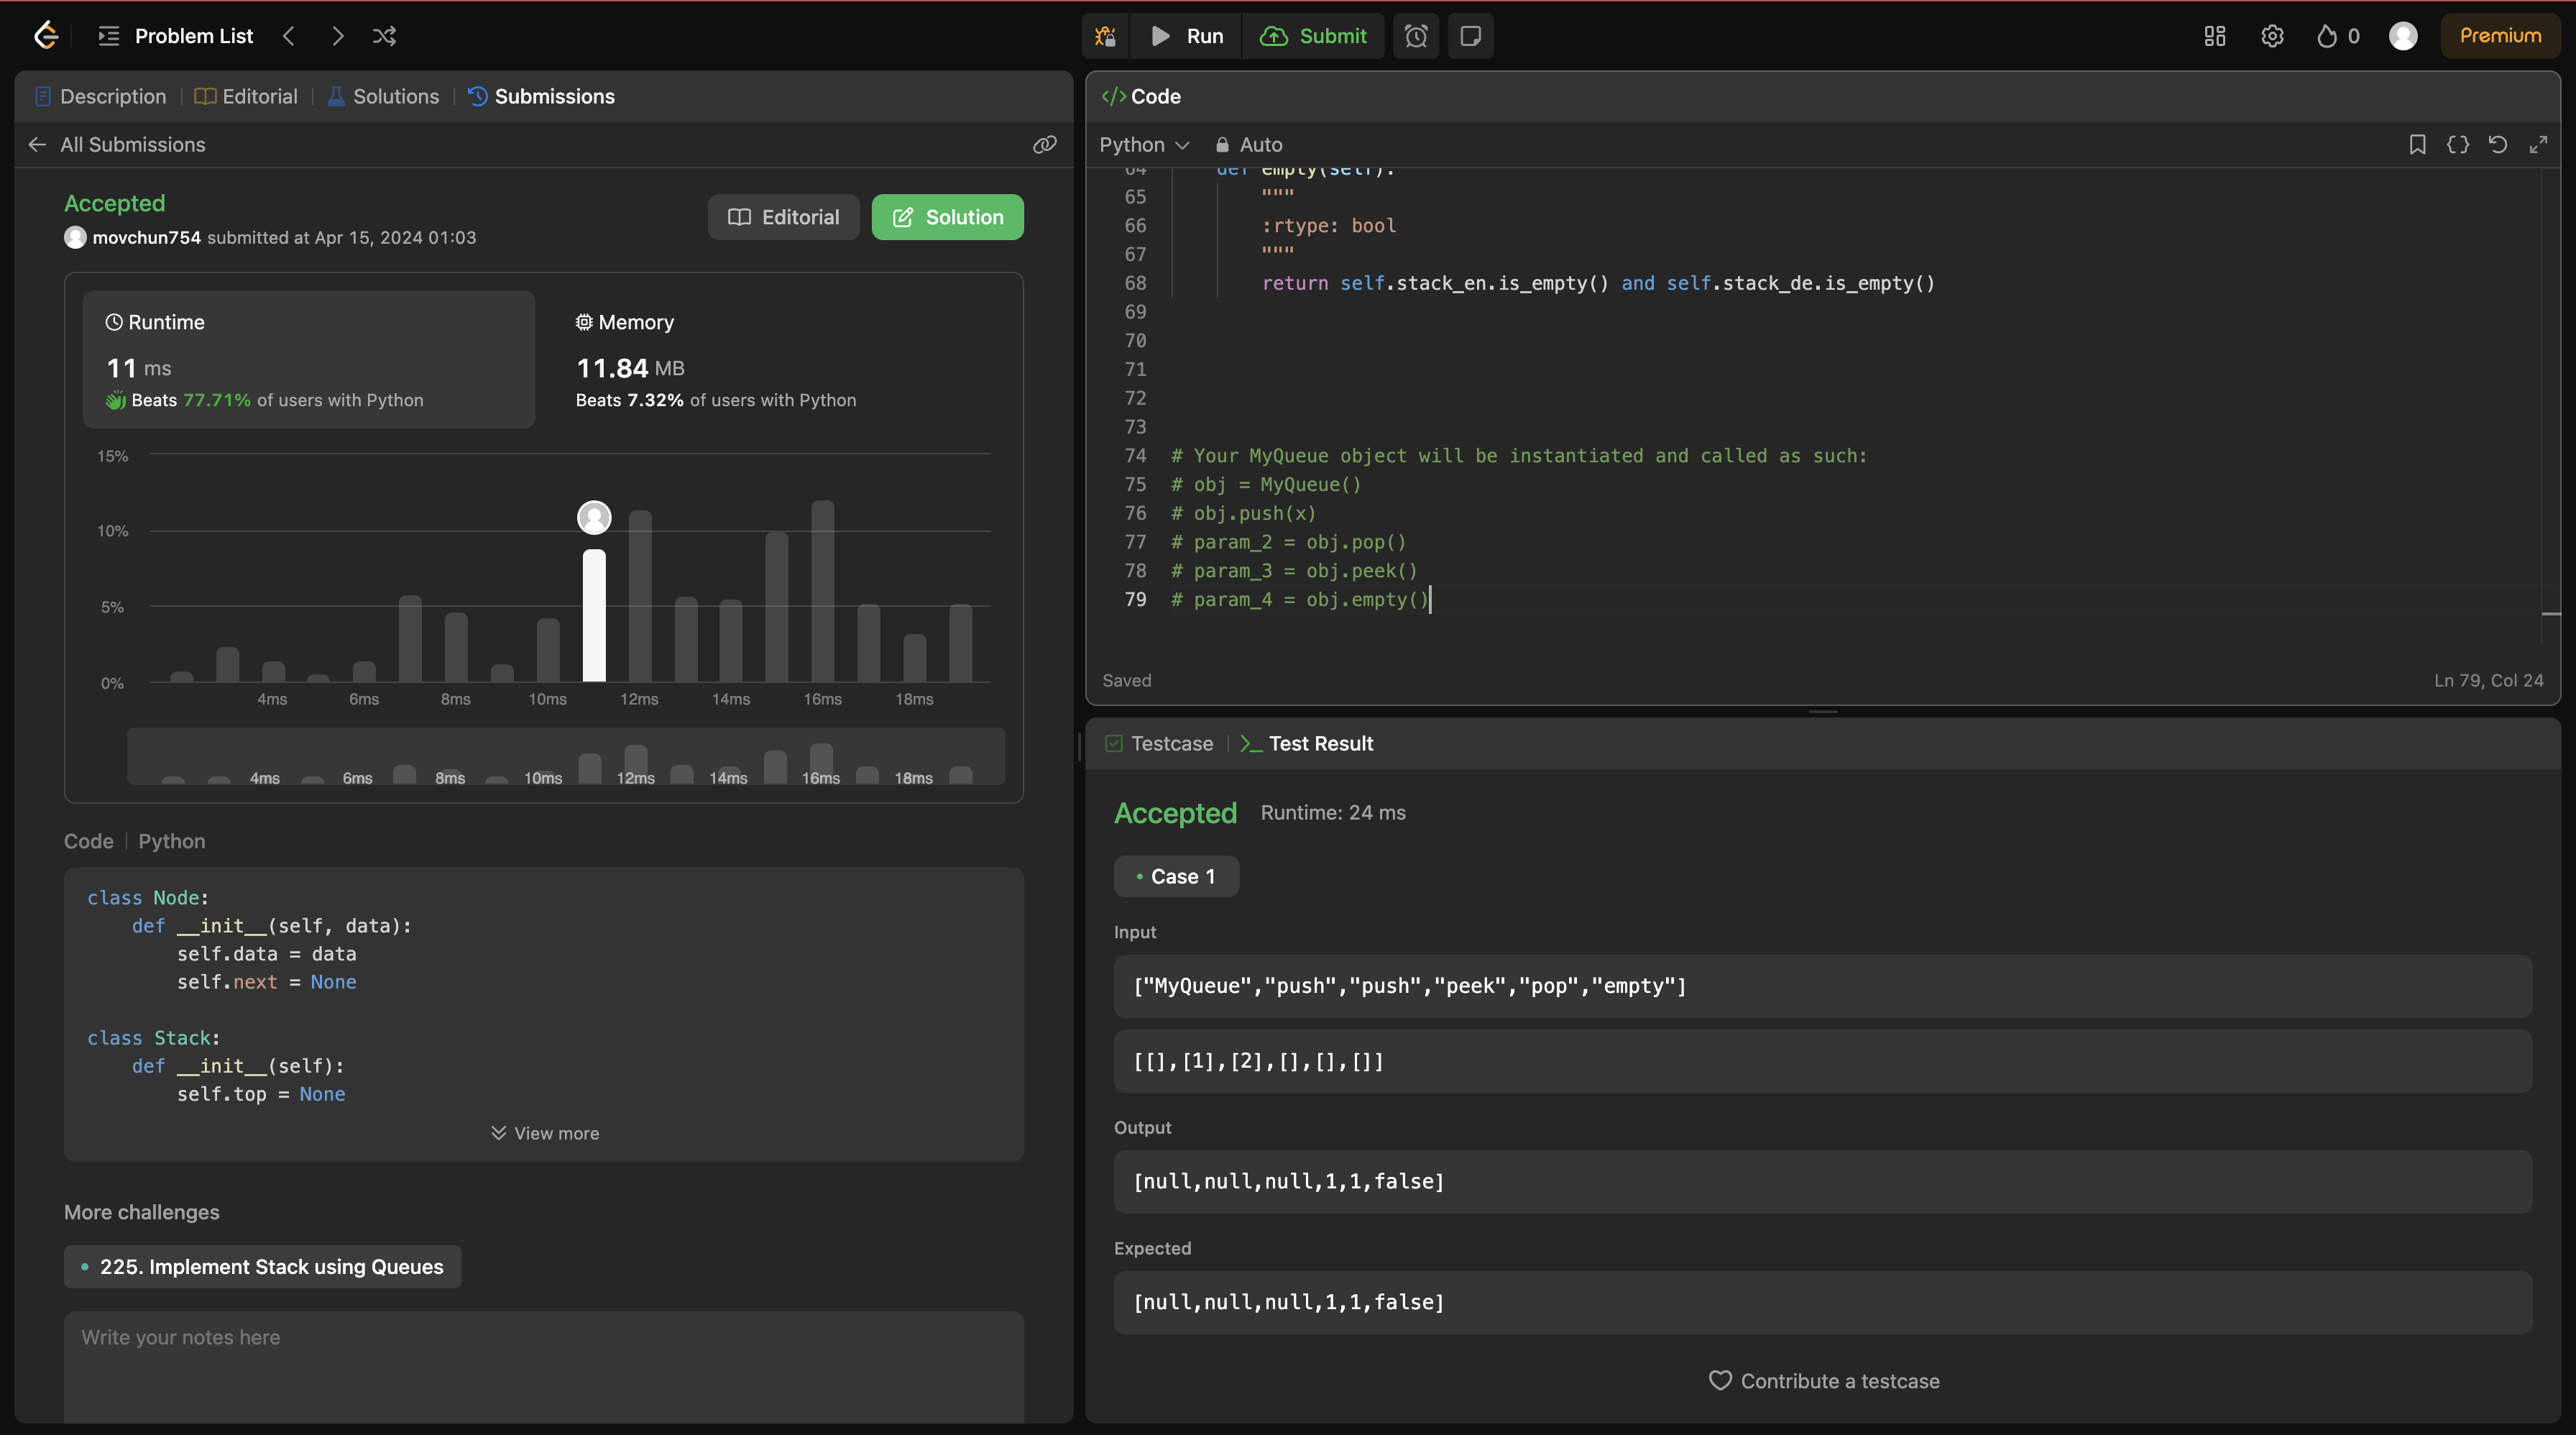 Problem List
Run
Submit
0
Premium
Description
Editorial
Solutions
Submissions
All Submissions
Accepted
movchun754 submitted at Apr 15, 2024 01:03
Editorial
Solution
Runtime
11 ms
Beats 77.71% of users with Python
Memory
11.84 MB
Beats 7.32% of users with Python
15%
10%
5%
0%
4ms 6ms 8ms 10ms 12ms 14ms 16ms 18ms
4ms 6ms 8ms 10ms 12ms 14ms 16ms 18ms
Code | Python
class Node:
    def __init__(self, data):
        self.data = data
        self.next = None
class Stack:
    def __init__(self):
        self.top = None
View more
More challenges
225. Implement Stack using Queues
Write your notes here
Code
Python
Auto
64 def empty(self):
65 """
66 :rtype: bool
67 """
68 return self.stack_en.is_empty() and self.stack_de.is_empty()
69
70
71
72
73
74 # Your MyQueue object will be instantiated and called as such:
75 # obj = MyQueue()
76 # obj.push(x)
77 # param_2 = obj.pop()
78 # param_3 = obj.peek()
79 # param_4 = obj.empty()
Saved
Ln 79, Col 24
Testcase
Test Result
Accepted
Runtime: 24 ms
Case 1
Input
["MyQueue","push","push","peek","pop","empty"]
[[],[1],[2],[],[],[]]
Output
[null,null,null,1,1,false]
Expected
[null,null,null,1,1,false]
Contribute a testcase